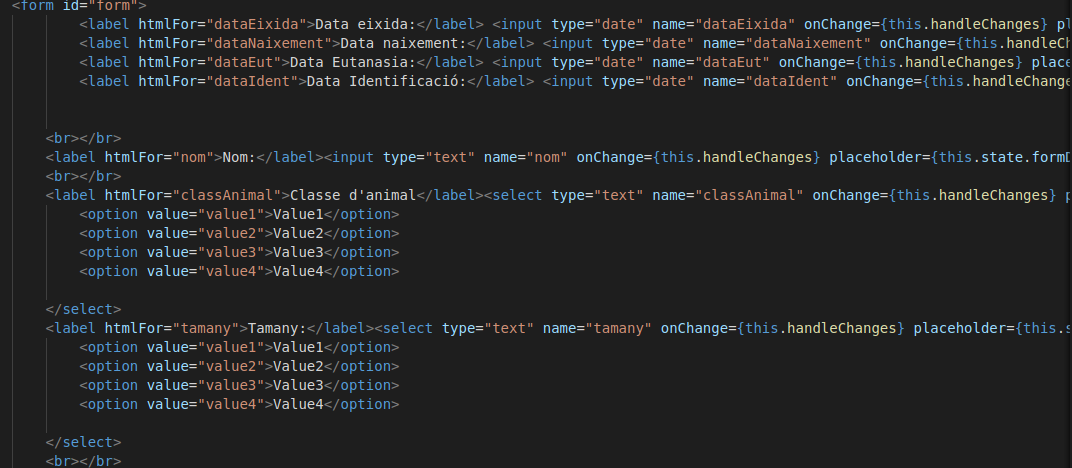 <form id="form">
<label htmlFor="dataEixida">Data eixida:</label> <input type="date" name="dataEixida" onChange={this.handleChanges} pl
<label htmlFor="dataNaixement">Data naixement:</label> <input type="date" name="dataNaixement" onChange={this.handleCh
<label htmlFor="dataEut">Data Eutanasia:</label> <input type="date" name="dataEut" onChange={this.handleChanges} place
<label htmlFor="dataIdent">Data Identificació:</label> <input type="date" name="dataIdent" onChange={this.handleChange
<br></br>
<label htmlFor="nom">Nom:</label><input type="text" name="nom" onChange={this.handleChanges} placeholder={this.state.formD
<br></br>
<label htmlFor="classAnimal">Classe d'animal</label><select type="text" name="classAnimal" onChange={this.handleChanges} p
<option value="value1">Value1</option>
<option value="value2">Value2</option>
<option value="value3">Value3</option>
<option value="value4">Value4</option>
</select>
<label htmlFor="tamany">Tamany:</label><select type="text" name="tamany" onChange={this.handleChanges} placeholder={this.s
<option value="value1">Value1</option>
<option value="value2">Value2</option>
<option value="value3">Value3</option>
<option value="value4">Value4</option>
</select>
<br></br>